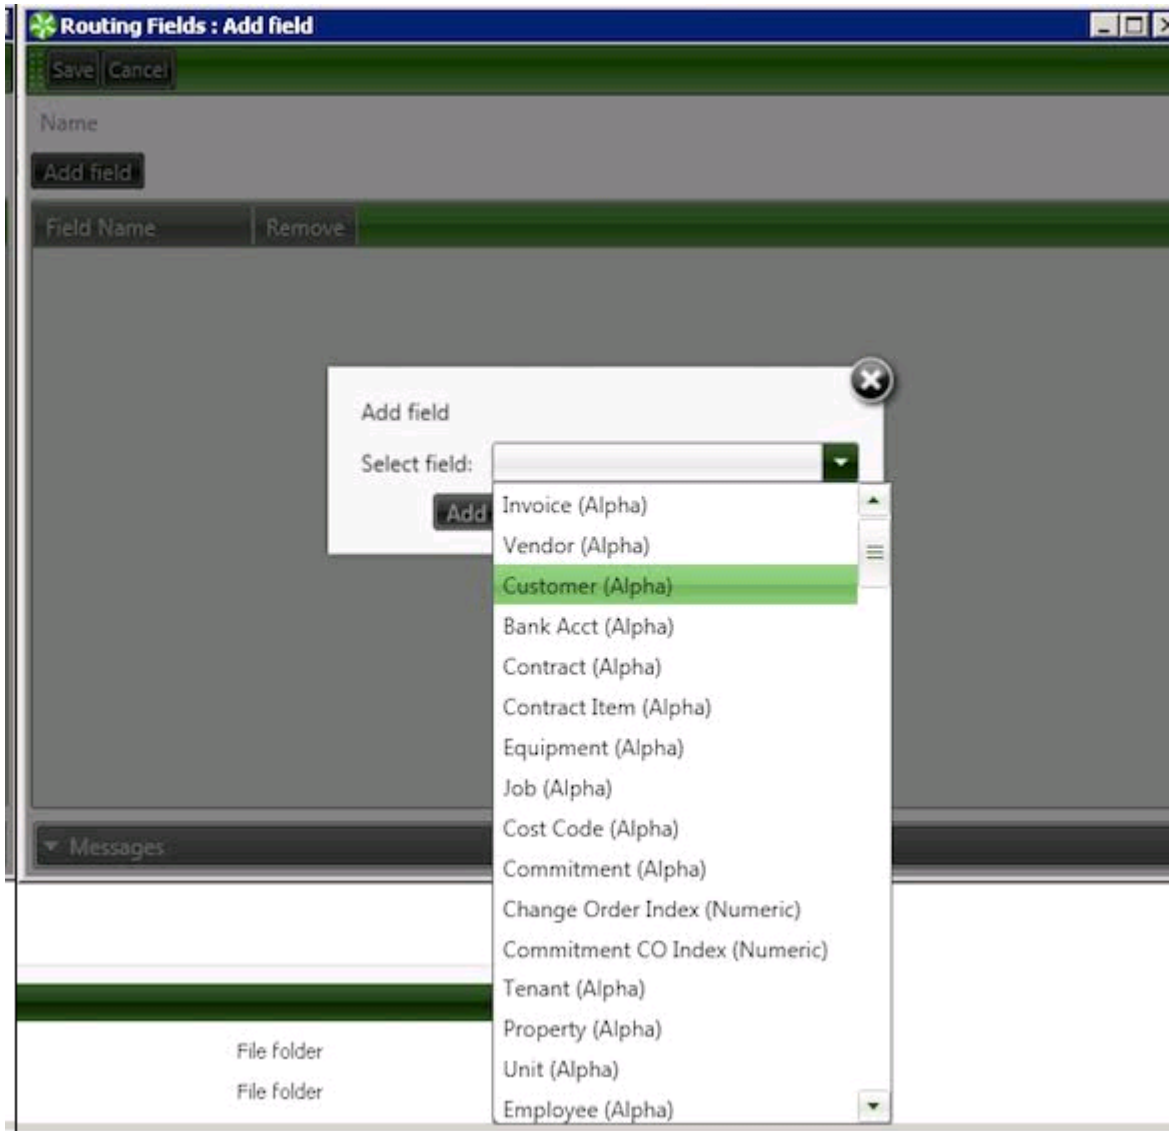 Routing Fields : Add field
Save Cancel
Name
Add field
Field Name Remove
Add field
Select field:
Add
Invoice (Alpha)
Vendor (Alpha)
Customer (Alpha)
Bank Acct (Alpha)
Contract (Alpha)
Contract Item (Alpha)
Equipment (Alpha)
Job (Alpha)
Cost Code (Alpha)
Commitment (Alpha)
Change Order Index (Numeric)
Commitment CO Index (Numeric)
Tenant (Alpha)
Property (Alpha)
Unit (Alpha)
Employee (Alpha)
Messages
File folder
File folder